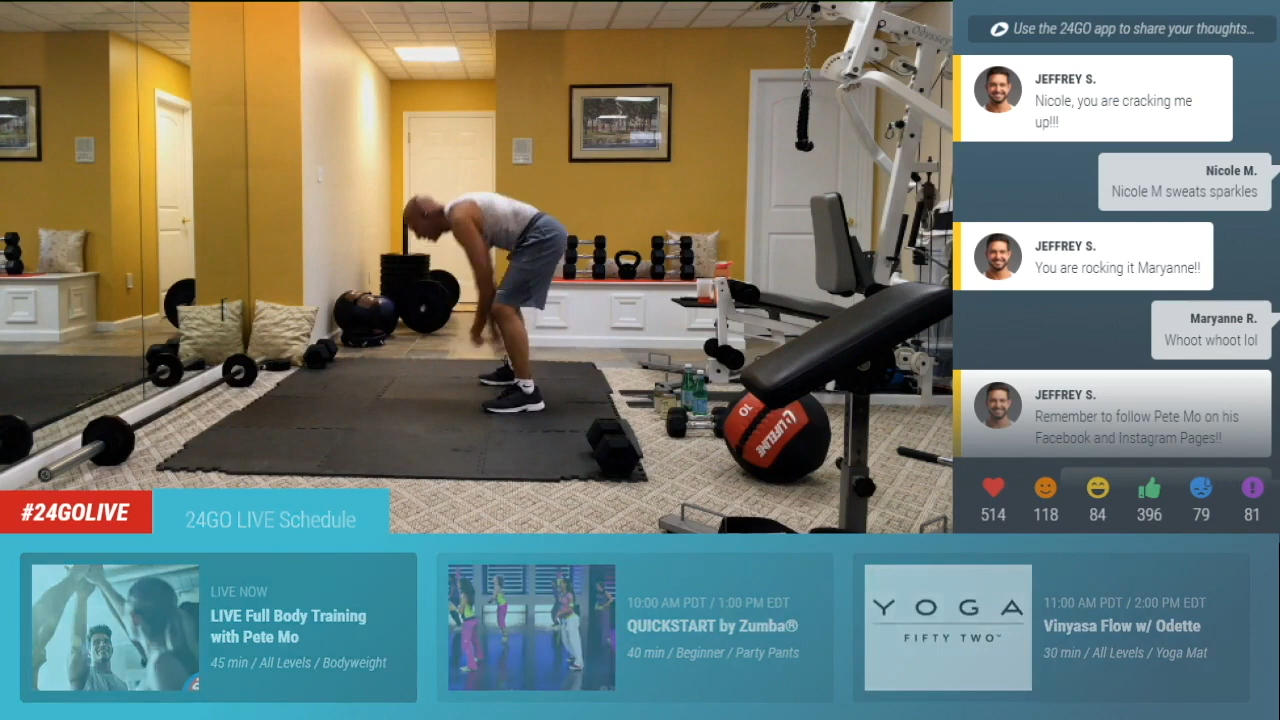 Use the 24GO app to share your thoughts...
JEFFREY S.
Nicole, you are cracking me
up!!!
Nicole M.
Nicole M sweats sparkles
JEFFREY S.
You are rocking it Maryanne!!
Maryanne R.
Whoot whoot lol
JEFFREY S.
Remember to follow Pete Mo on his
Facebook and Instagram Pages!!
514 118 84 396 79 81
Odyssey
10
LIFELINE
#24GOLIVE
24GO LIVE Schedule
LIVE NOW
LIVE Full Body Training
with Pete Mo
45 min / All Levels / Bodyweight
10:00 AM PDT / 1:00 PM EDT
QUICKSTART by Zumba®
40 min / Beginner / Party Pants
YOGA
FIFTY TWO™
11:00 AM PDT / 2:00 PM EDT
Vinyasa Flow w/ Odette
30 min / All Levels / Yoga Mat